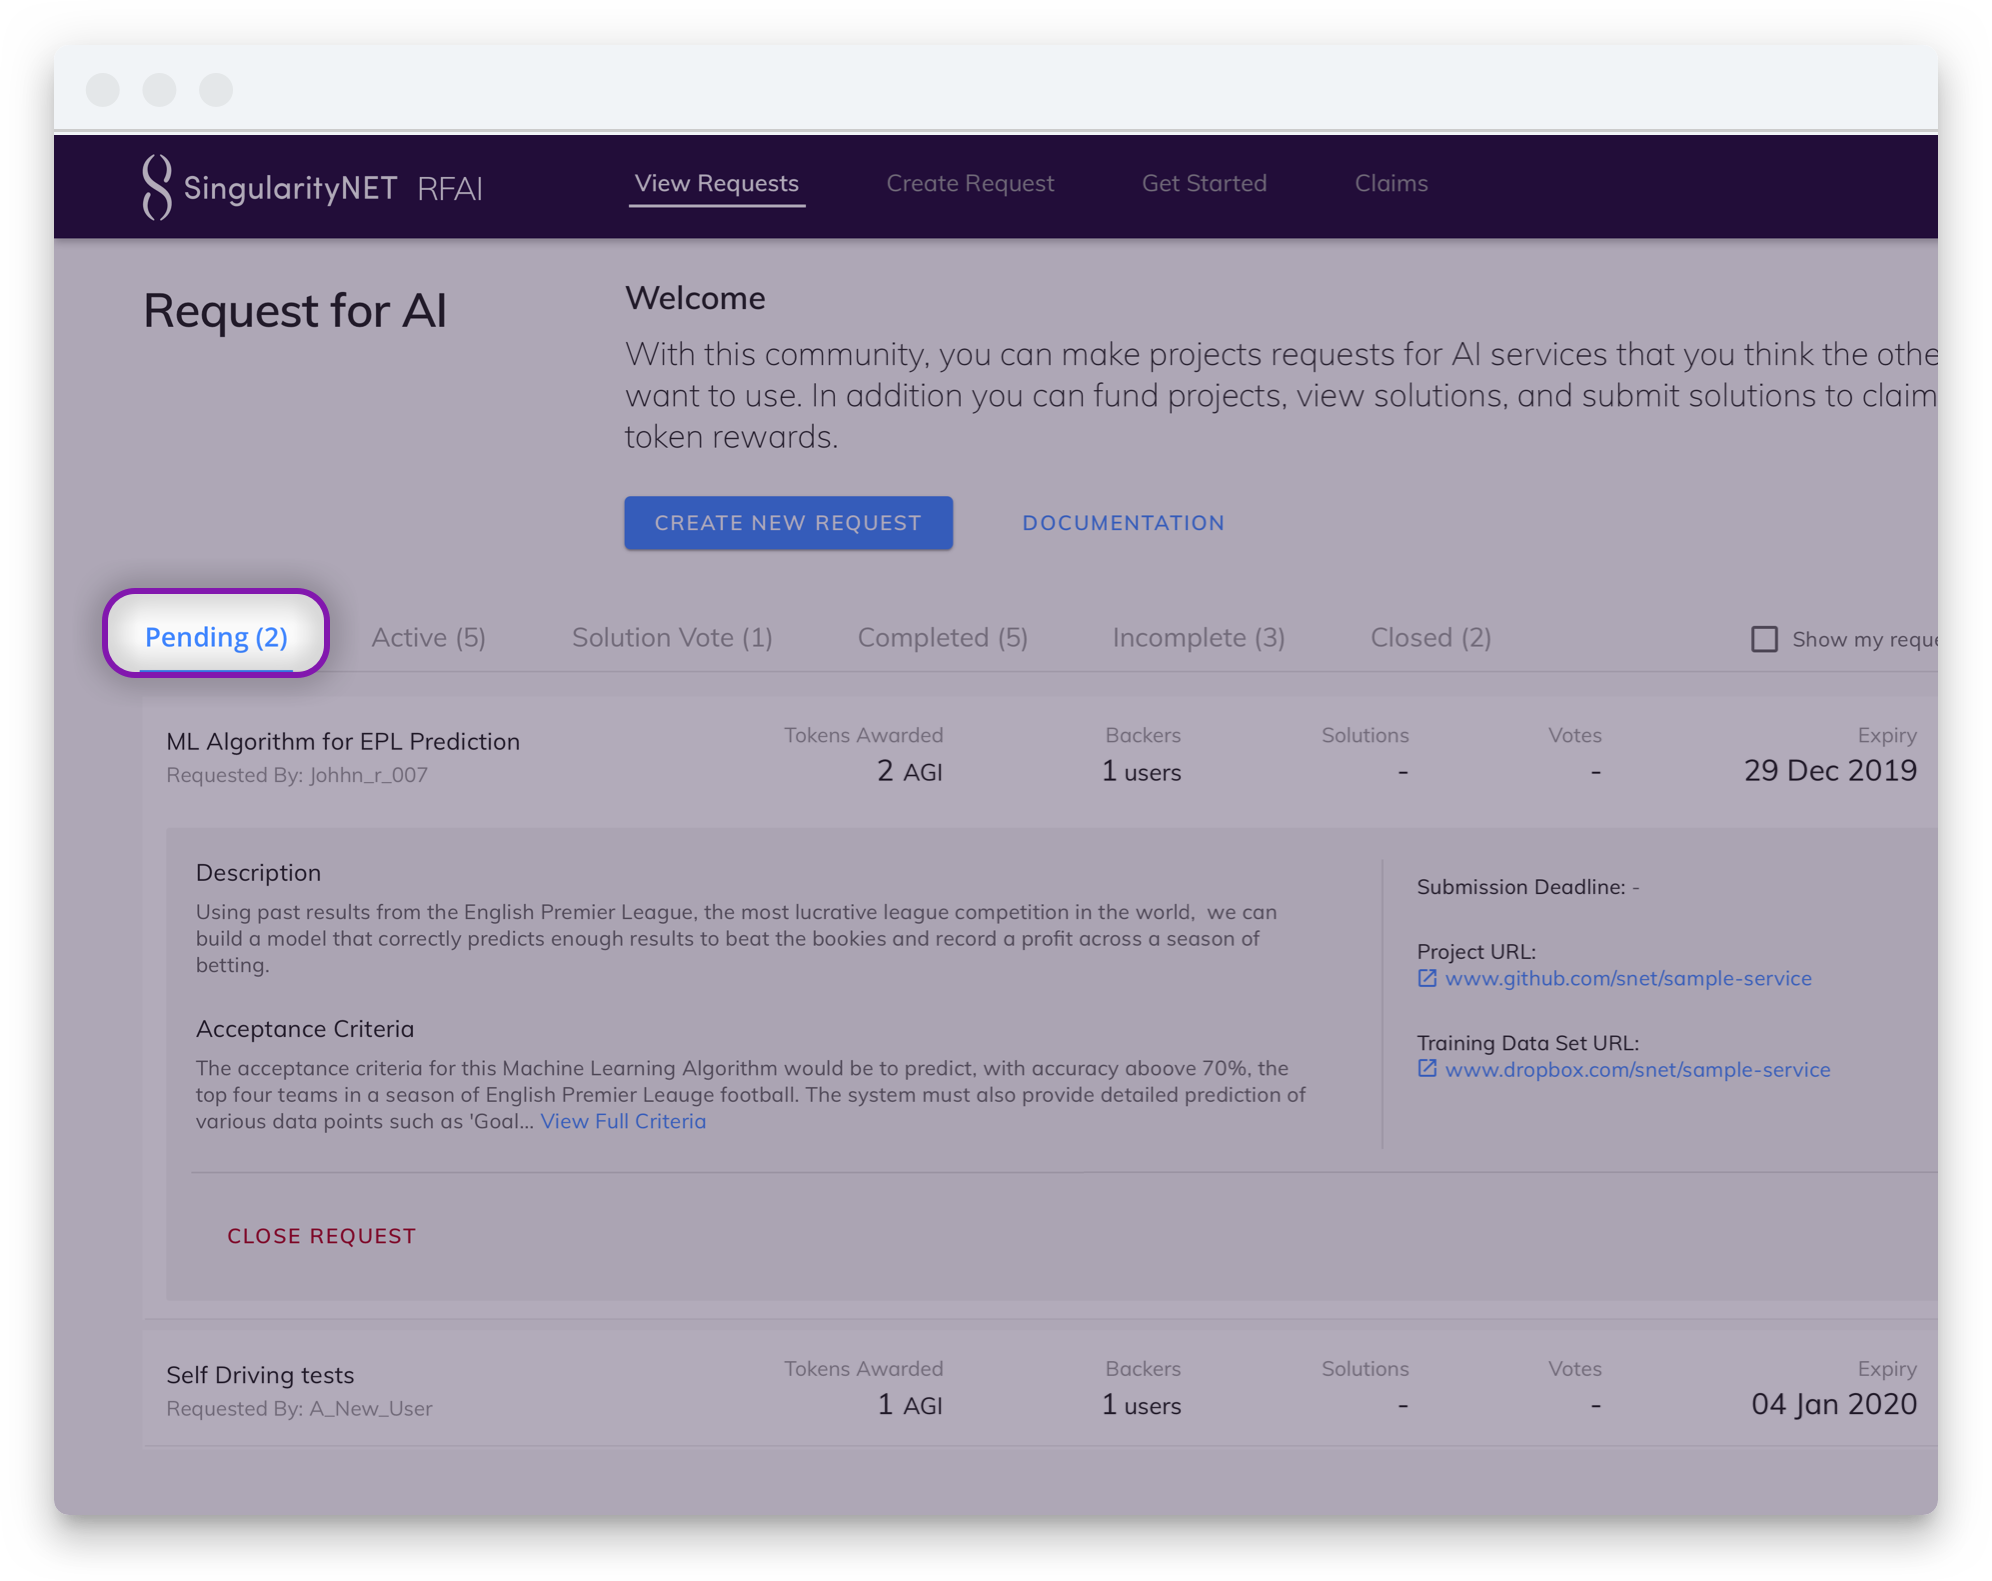 SingularityNET RFAI
View Requests Create Request Get Started Claims
Request for AI
Welcome
With this community, you can make projects requests for AI services that you think the othe
want to use. In addition you can fund projects, view solutions, and submit solutions to claim
token rewards.
CREATE NEW REQUEST DOCUMENTATION
Pending (2) Active (5) Solution Vote (1) Completed (5) Incomplete (3) Closed (2) Show my reque
ML Algorithm for EPL Prediction Tokens Awarded Backers Solutions Votes Expiry
Requested By: Johhn_r_007 2 AGI 1 users - - 29 Dec 2019
Description
Using past results from the English Premier League, the most lucrative league competition in the world, we can
build a model that correctly predicts enough results to beat the bookies and record a profit across a season of
betting.
Acceptance Criteria
The acceptance criteria for this Machine Learning Algorithm would be to predict, with accuracy aboove 70%, the
top four teams in a season of English Premier Leauge football. The system must also provide detailed prediction of
various data points such as 'Goal... View Full Criteria
Submission Deadline: -
Project URL:
www.github.com/snet/sample-service
Training Data Set URL:
www.dropbox.com/snet/sample-service
CLOSE REQUEST
Self Driving tests Tokens Awarded Backers Solutions Votes Expiry
Requested By: A_New_User 1 AGI 1 users - - 04 Jan 2020